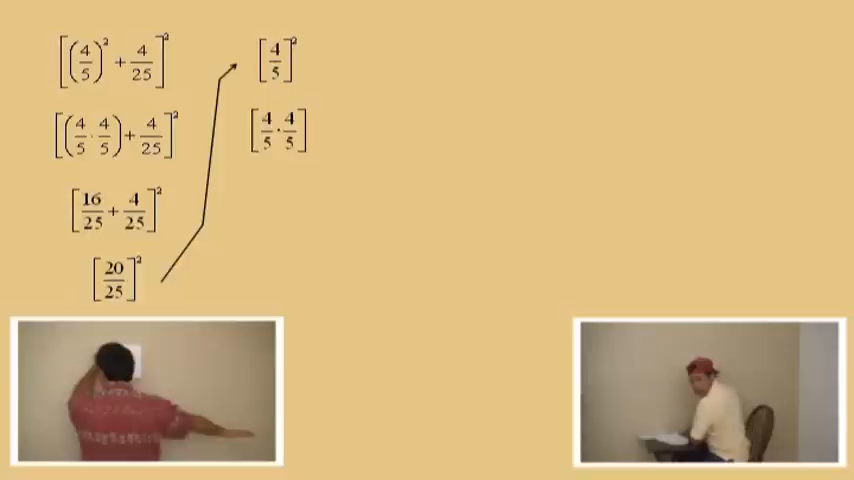 [(4/5)² + 4/25]²
[(4/5 · 4/5) + 4/25]²
[16/25 + 4/25]²
[20/25]²
[4/5]²
[4/5 · 4/5]